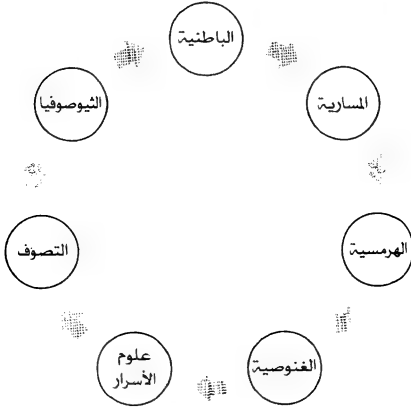 الباطنية
المسارية
الهرمسية
الغنوصية
علوم
الأسرار
التصوف
الثيوصوفيا